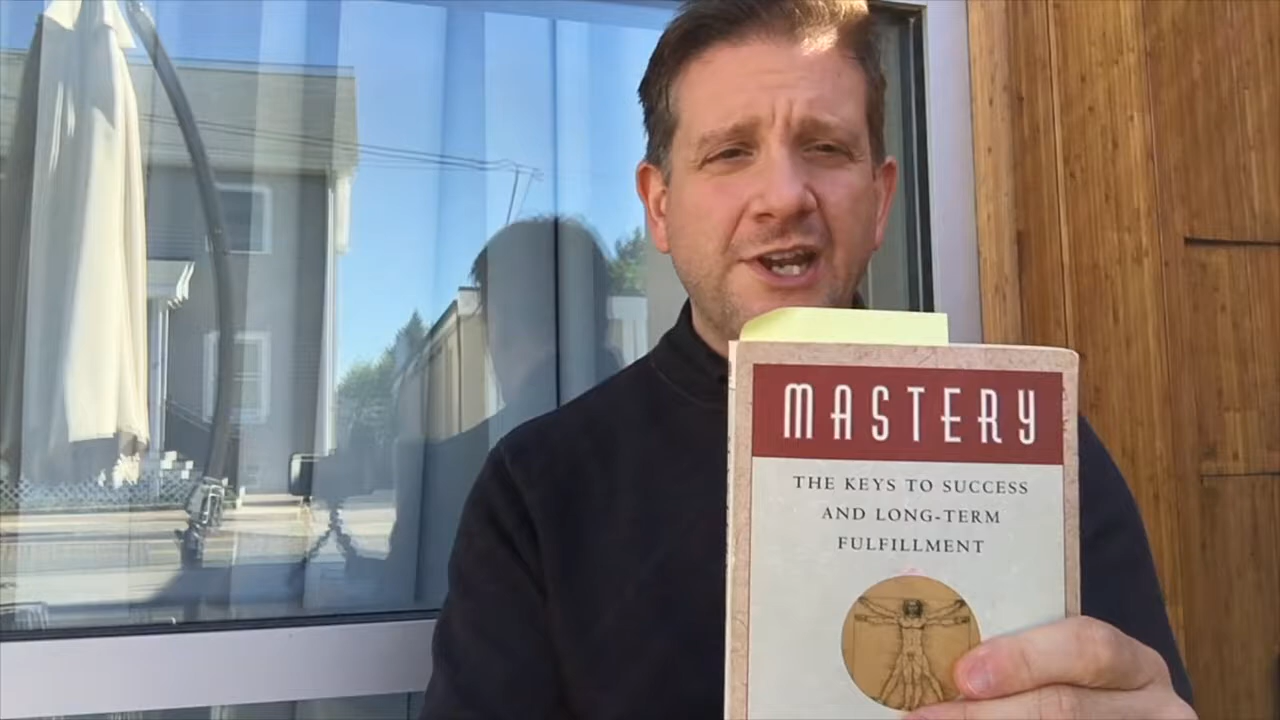 MASTERY
THE KEYS TO SUCCESS
AND LONG-TERM
FULFILLMENT